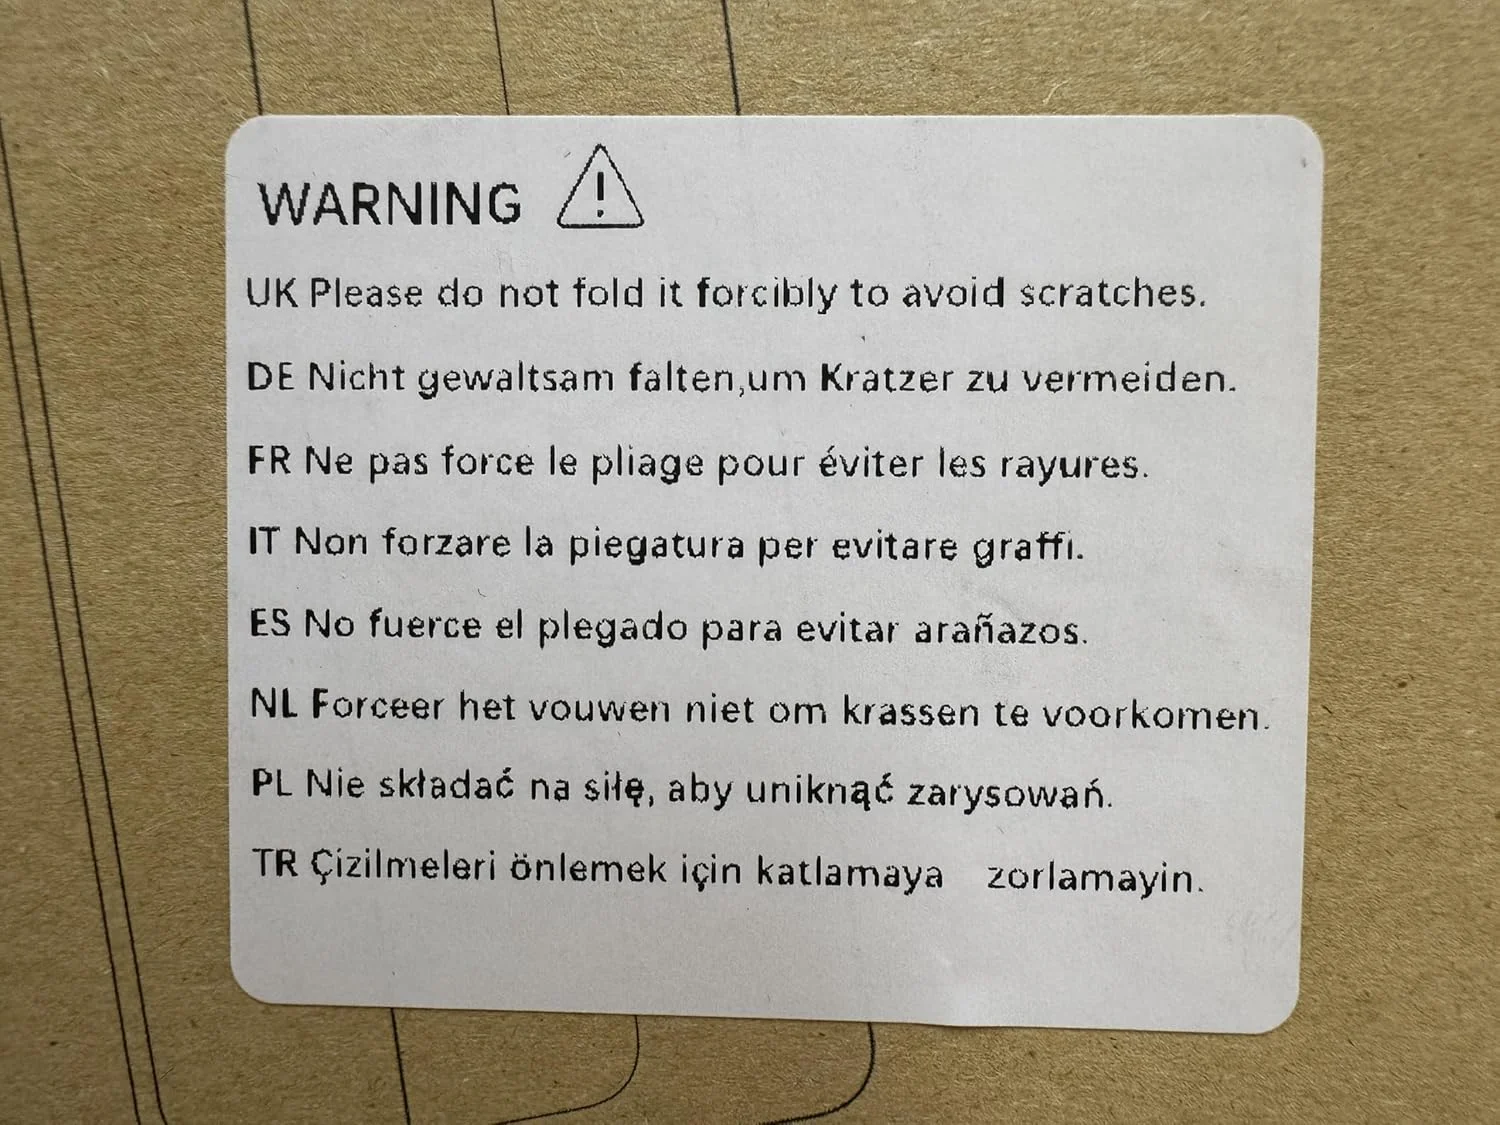 WARNING
UK Please do not fold it forcibly to avoid scratches.
DE Nicht gewaltsam falten,um Kratzer zu vermeiden.
FR Ne pas force le pliage pour éviter les rayures.
IT Non forzare la piegatura per evitare graffi.
ES No fuerce el plegado para evitar arañazos.
NL Forceer het vouwen niet om krassen te voorkomen.
PL Nie składać na siłę, aby uniknąć zarysowań.
TR Çizilmeleri önlemek için katlamaya zorlamayin.